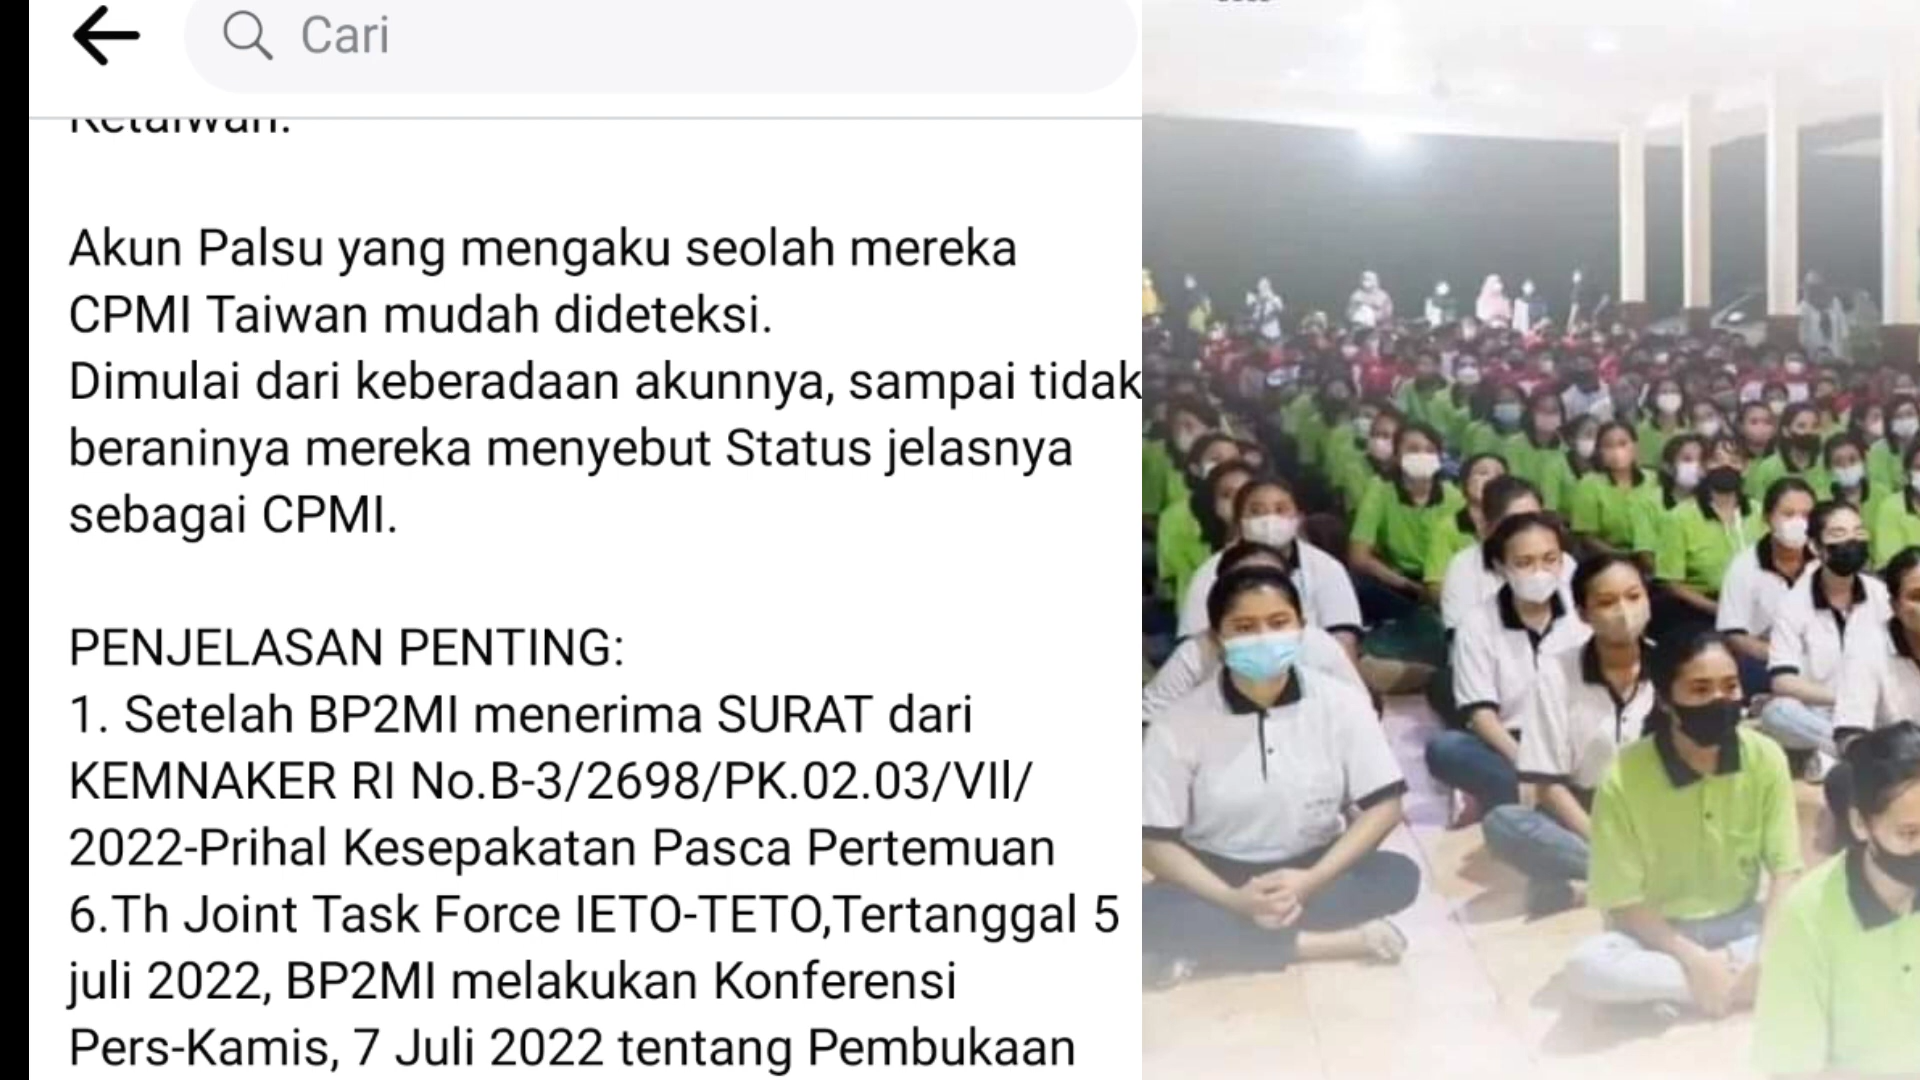 Cari
Ketaiwan.
Akun Palsu yang mengaku seolah mereka
CPMI Taiwan mudah dideteksi.
Dimulai dari keberadaan akunnya, sampai tidak
beraninya mereka menyebut Status jelasnya
sebagai CPMI.
PENJELASAN PENTING:
1. Setelah BP2MI menerima SURAT dari
KEMNAKER RI No.B-3/2698/PK.02.03/VIl/
2022-Prihal Kesepakatan Pasca Pertemuan
6.Th Joint Task Force IETO-TETO,Tertanggal 5
juli 2022, BP2MI melakukan Konferensi
Pers-Kamis, 7 Juli 2022 tentang Pembukaan